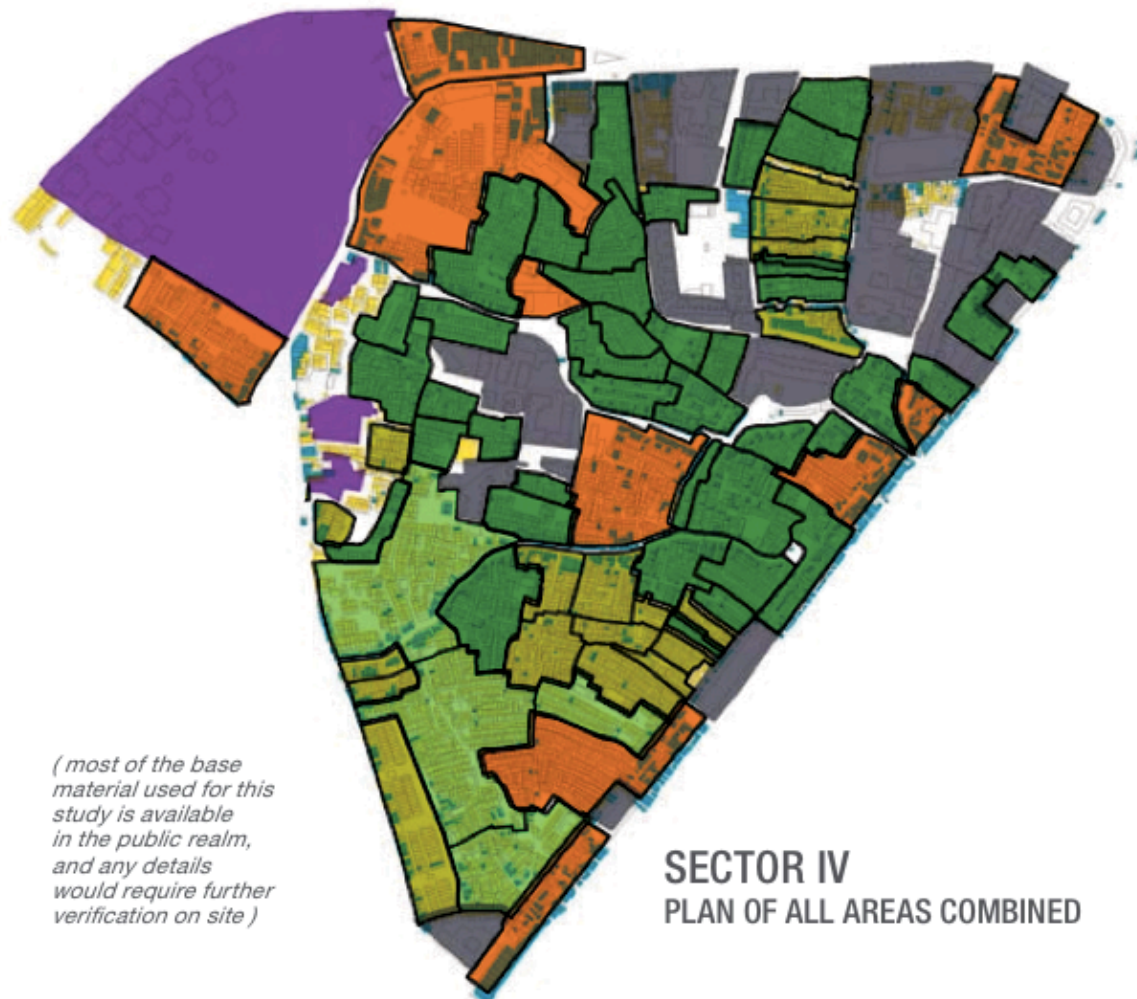 ( most of the base
material used for this
study is available
in the public realm,
and any details
would require further
verification on site )
SECTOR IV
PLAN OF ALL AREAS COMBINED